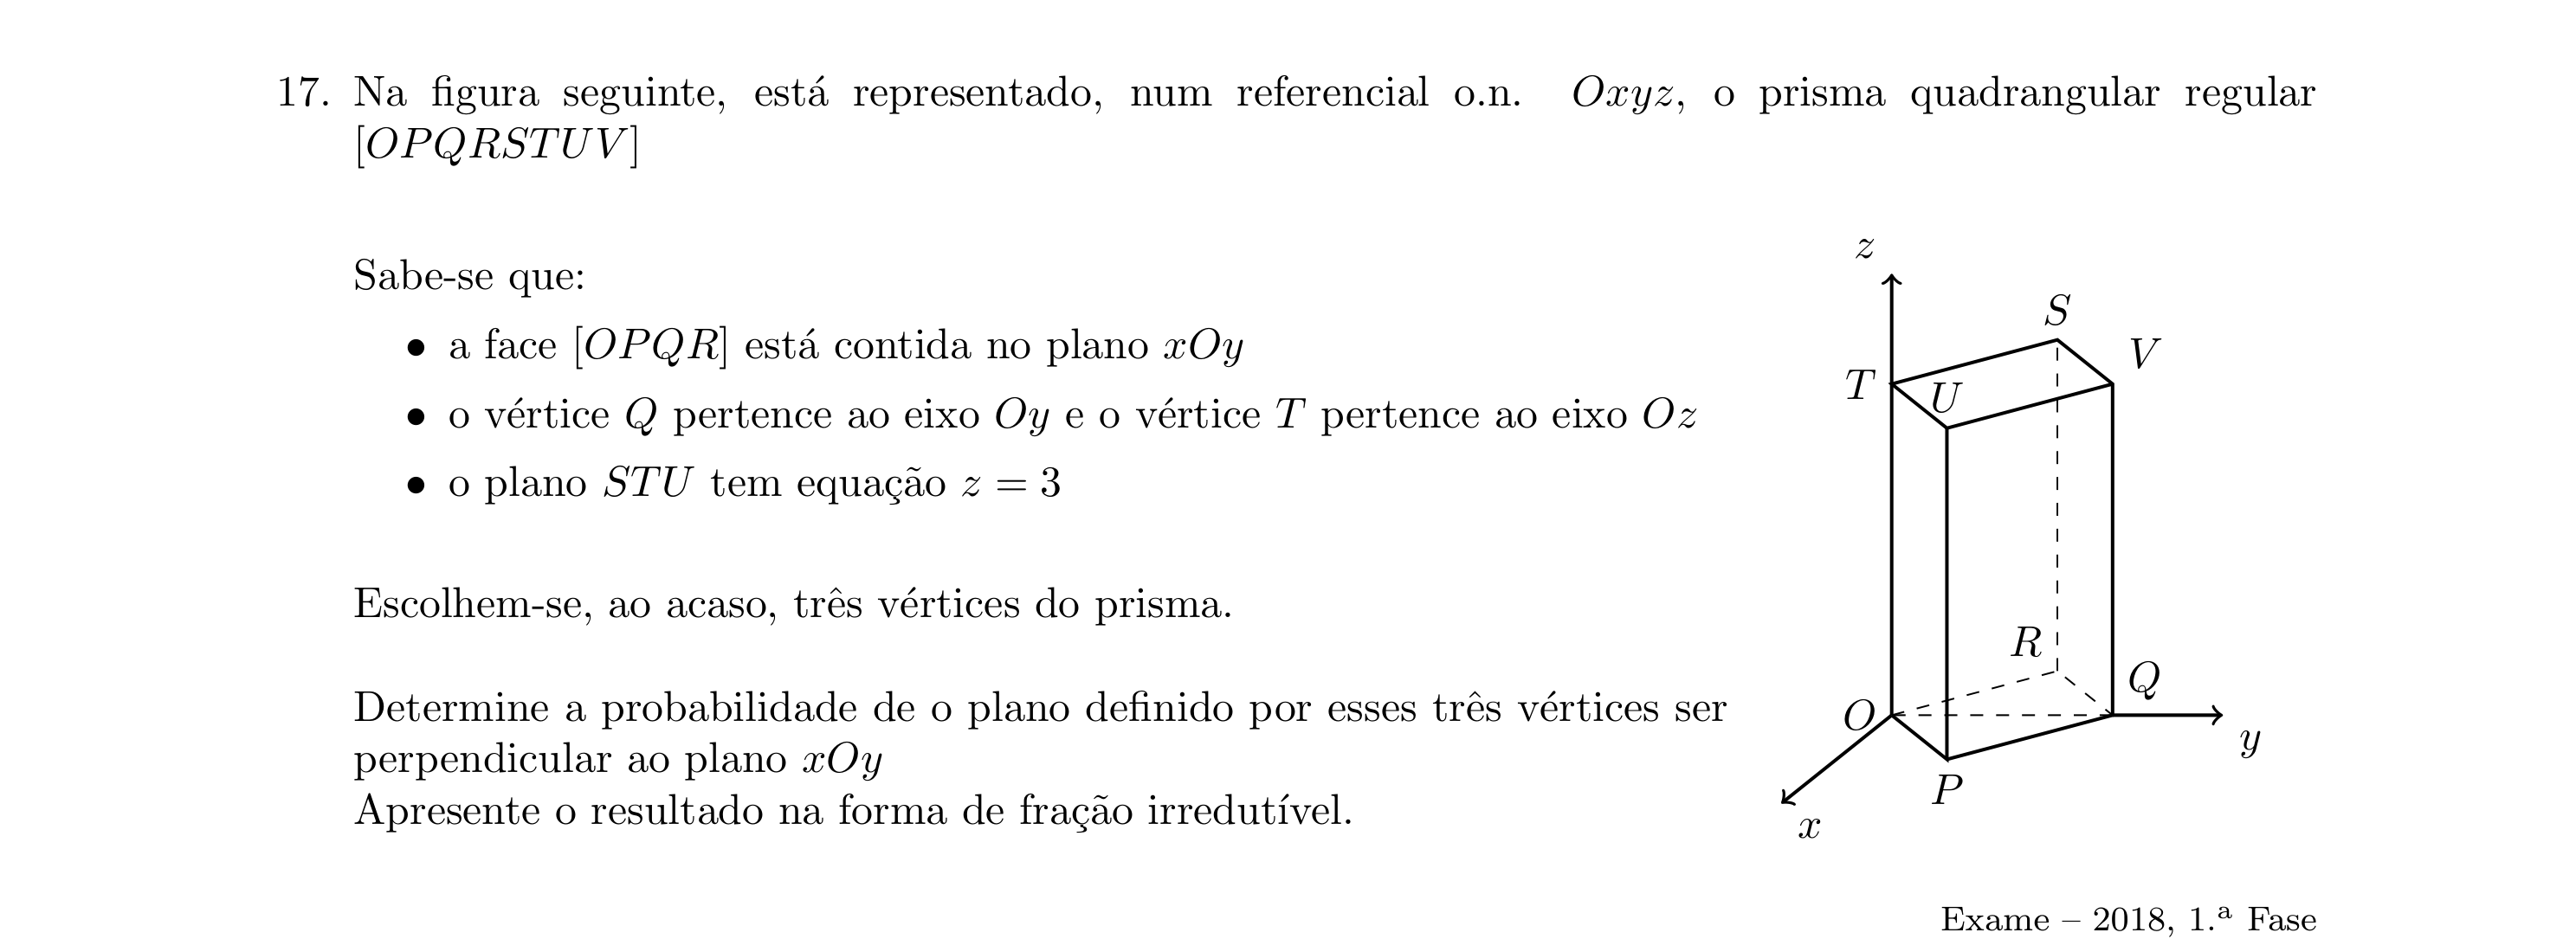 17. Na figura seguinte, está representado, num referencial o.n. Oxyz, o prisma quadrangular regular
[OPQRSTUV]
Sabe-se que:
• a face [OPQR] está contida no plano xOy
• o vértice Q pertence ao eixo Oy e o vértice T pertence ao eixo Oz
• o plano STU tem equação z = 3
Escolhem-se, ao acaso, três vértices do prisma.
Determine a probabilidade de o plano definido por esses três vértices ser
perpendicular ao plano xOy
Apresente o resultado na forma de fração irredutível.
z
S
V
T
U
R
Q
O
y
P
x
Exame – 2018, 1.ª Fase